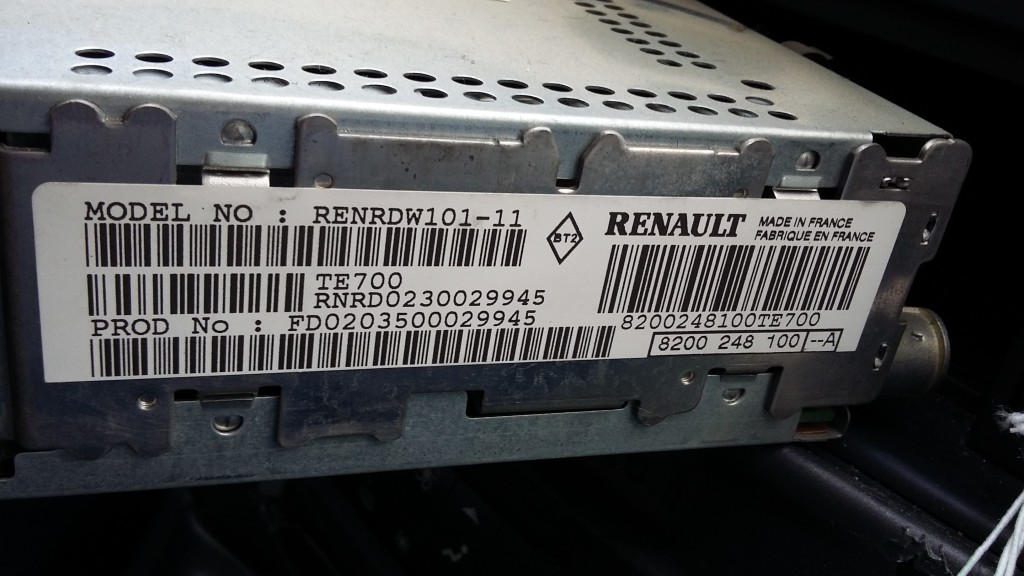 MODEL NO : RENRDW101-11
BT2
RENAULT
MADE IN FRANCE
FABRIQUE EN FRANCE
TE700
RNRD0230029945
PROD No : FD0203500029945
8200248100TE700
8200 248 100 --A